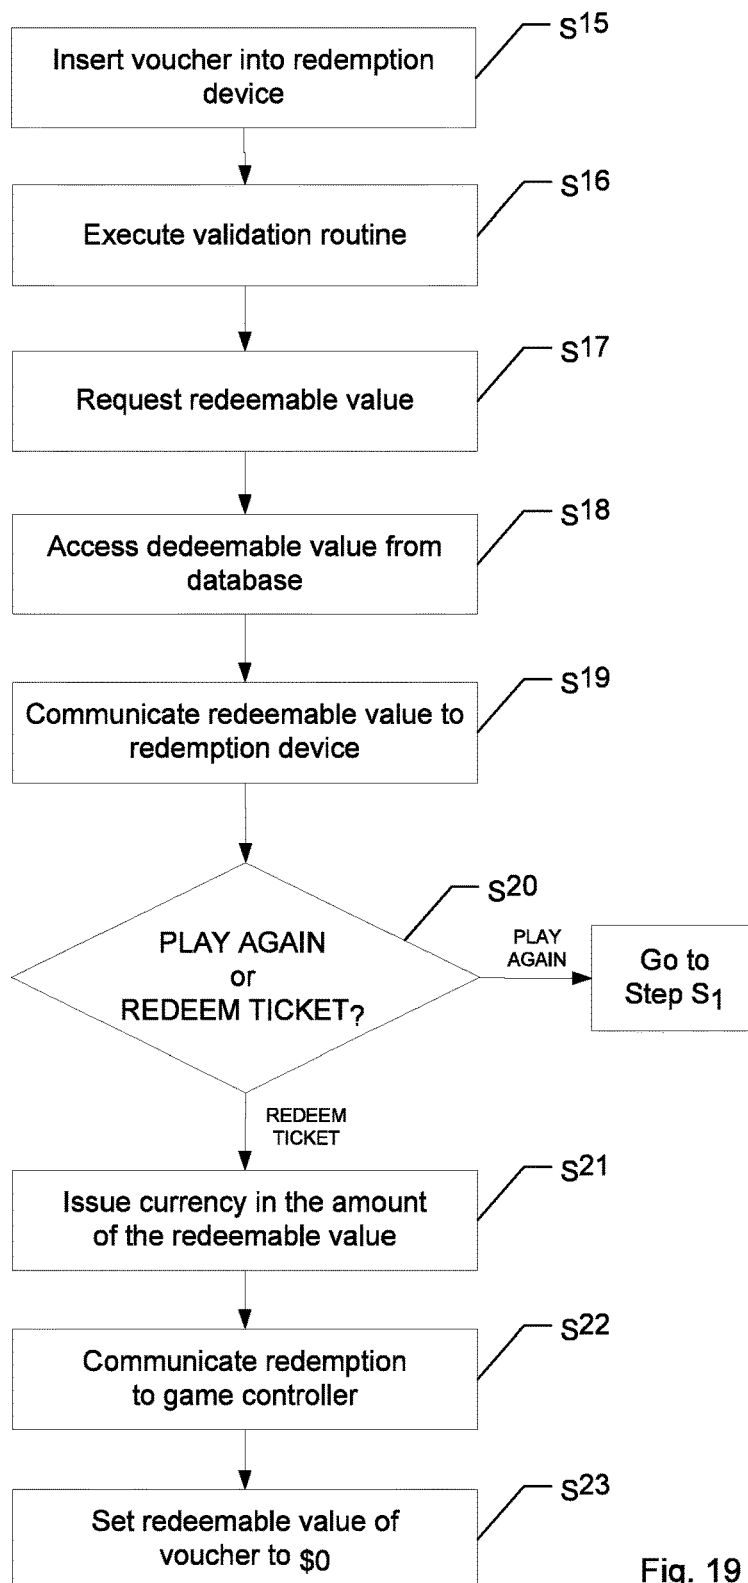 S15
Insert voucher into redemption
device
S16
Execute validation routine
S17
Request redeemable value
S18
Access dedeemable value from
database
S19
Communicate redeemable value to
redemption device
S20
PLAY AGAIN
or
REDEEM TICKET?
PLAY
AGAIN
Go to
Step S1
REDEEM
TICKET
S21
Issue currency in the amount
of the redeemable value
S22
Communicate redemption
to game controller
S23
Set redeemable value of
voucher to $0
Fig. 19